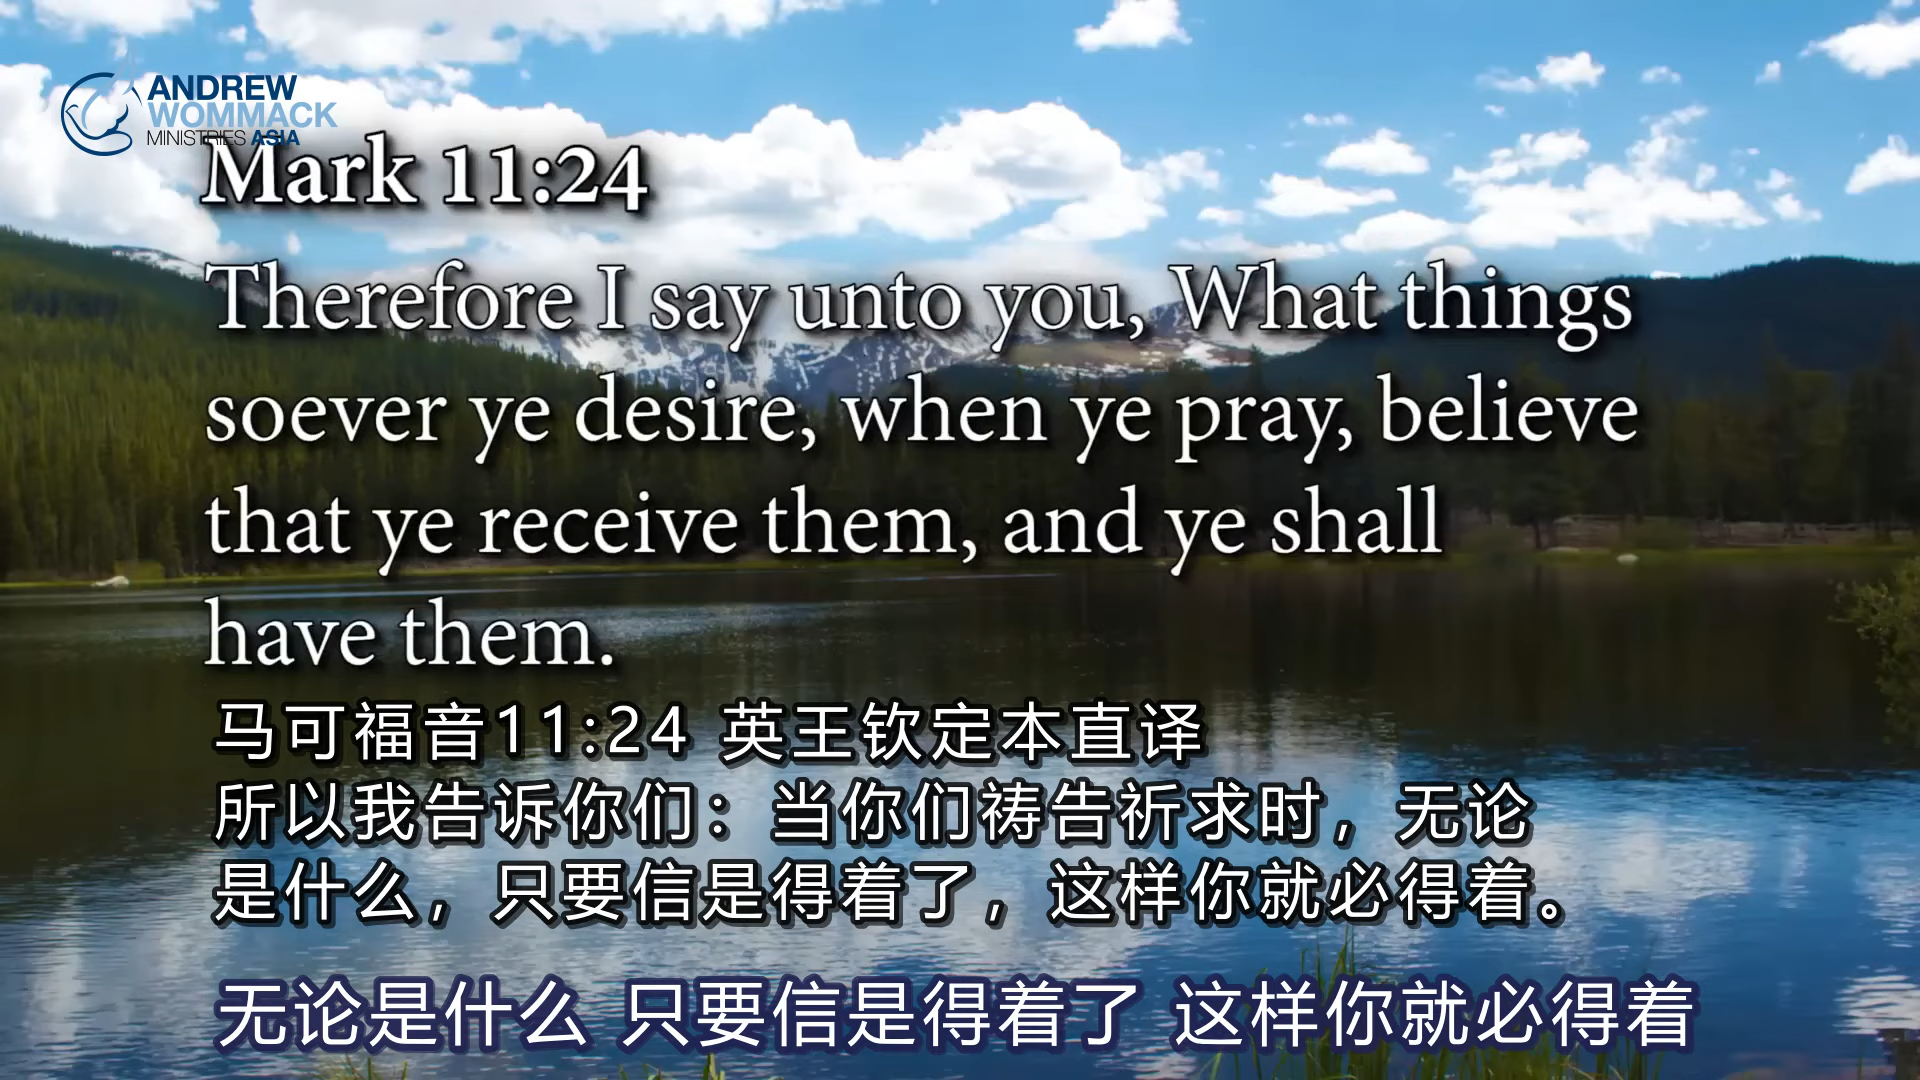 ANDREW
WOMMACK
MINISTRIES ASIA
Mark 11:24
Therefore I say unto you, What things
soever ye desire, when ye pray, believe
that ye receive them, and ye shall
have them.
马可福音11:24 英王钦定本直译
所以我告诉你们：当你们祷告祈求时，无论
是什么，只要信是得着了，这样你就必得着。
无论是什么 只要信是得着了 这样你就必得着